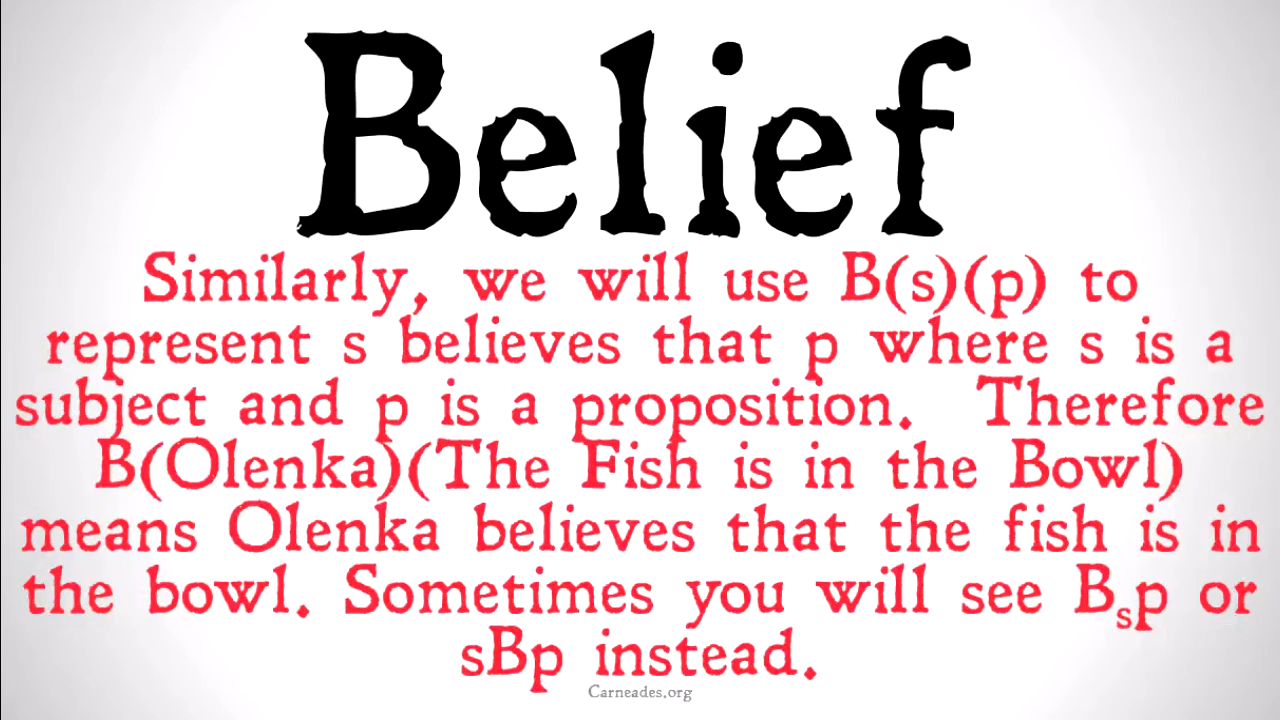 Belief
Similarly, we will use B(s)(p) to
represent s believes that p where s is a
subject and p is a proposition.  Therefore
B(Olenka)(The Fish is in the Bowl)
means Olenka believes that the fish is in
the bowl. Sometimes you will see Bₛp or
sBp instead.
Carneades.org